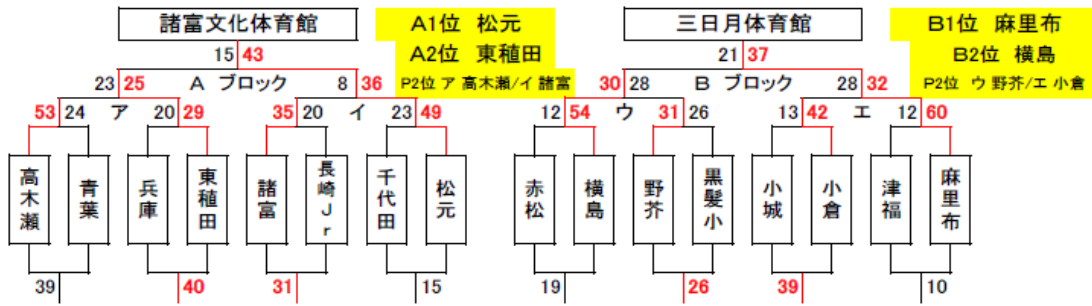 諸富文化体育館 A1位 松元 三日月体育館 B1位 麻里布
15 43 A2位 東稙田 21 37 B2位 横島
23 25 A ブロック 8 36 P2位 ア 高木瀬/イ 諸富 30 28 B ブロック 28 32 P2位 ウ 野芥/エ 小倉
53 24 ア 20 29 35 20 イ 23 49 12 54 ウ 31 26 13 42 エ 12 60
高木瀬
青葉
兵庫
東稙田
諸富
長崎Jr
千代田
松元
赤松
横島
野芥
黒髪小
小城
小倉
津福
麻里布
39 40 31 15 19 26 39 10